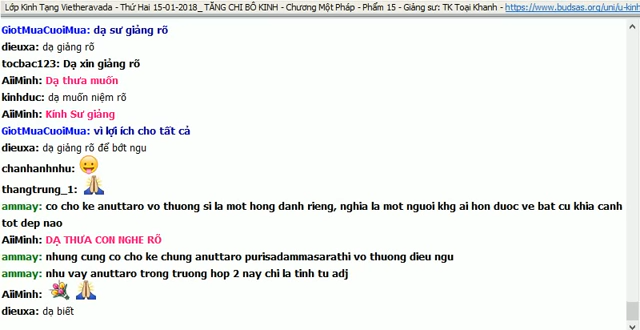 Lớp Kinh Tạng Vietheravada - Thứ Hai 15-01-2018_ TĂNG CHI BỘ KINH - Chương Một Pháp - Phẩm 15 - Giảng sư: TK Toại Khanh - https://www.budsas.org/uni/u-kinh
GiotMuaCuoiMua: dạ sư giảng rõ
dieuxa: dạ giảng rõ
tocbac123: Dạ xin giảng rõ
AiiMinh: Dạ thưa muốn
kinhduc: dạ muốn niệm rõ
AiiMinh: Kính Sư giảng
GiotMuaCuoiMua: vì lợi ích cho tất cả
dieuxa: dạ giảng rõ để bớt ngu
chanhanhnhu:
thangtrung_1:
ammay: co cho ke anuttaro vo thuong si la mot hong danh rieng, nghia la mot nguoi khg ai hon duoc ve bat cu khia canh
tot dep nao
AiiMinh: DẠ THƯA CON NGHE RÕ
ammay: nhung cung co cho ke chung anuttaro purisadammasarathi vo thuong dieu ngu
ammay: nhu vay anuttaro trong truong hop 2 nay chi la tinh tu adj
AiiMinh:
dieuxa: dạ biết